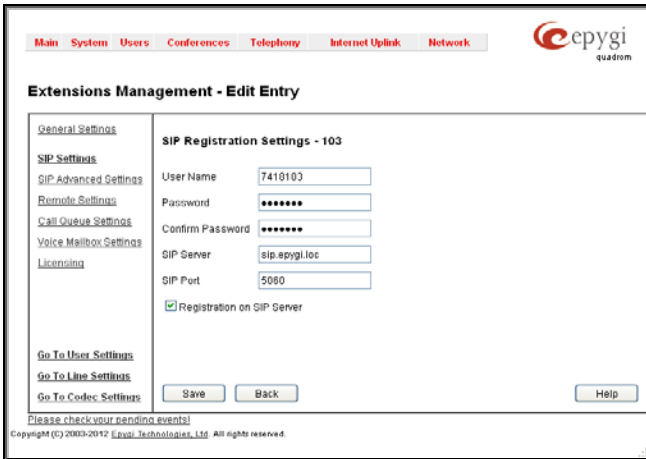 Main System Users Conferences Telephony Internet Uplink Network
epygi
quadrom
Extensions Management - Edit Entry
General Settings
SIP Settings
SIP Advanced Settings
Remote Settings
Call Queue Settings
Voice Mailbox Settings
Licensing
Go To User Settings
Go To Line Settings
Go To Codec Settings
SIP Registration Settings - 103
User Name 7410103
Password •••••••
Confirm Password •••••••
SIP Server sip.epygi.loc
SIP Port 5060
Registration on SIP Server
Save Back Help
Please check your pending events!
Copyright (C) 2003-2012 Epygi Technologies, Ltd. All rights reserved.